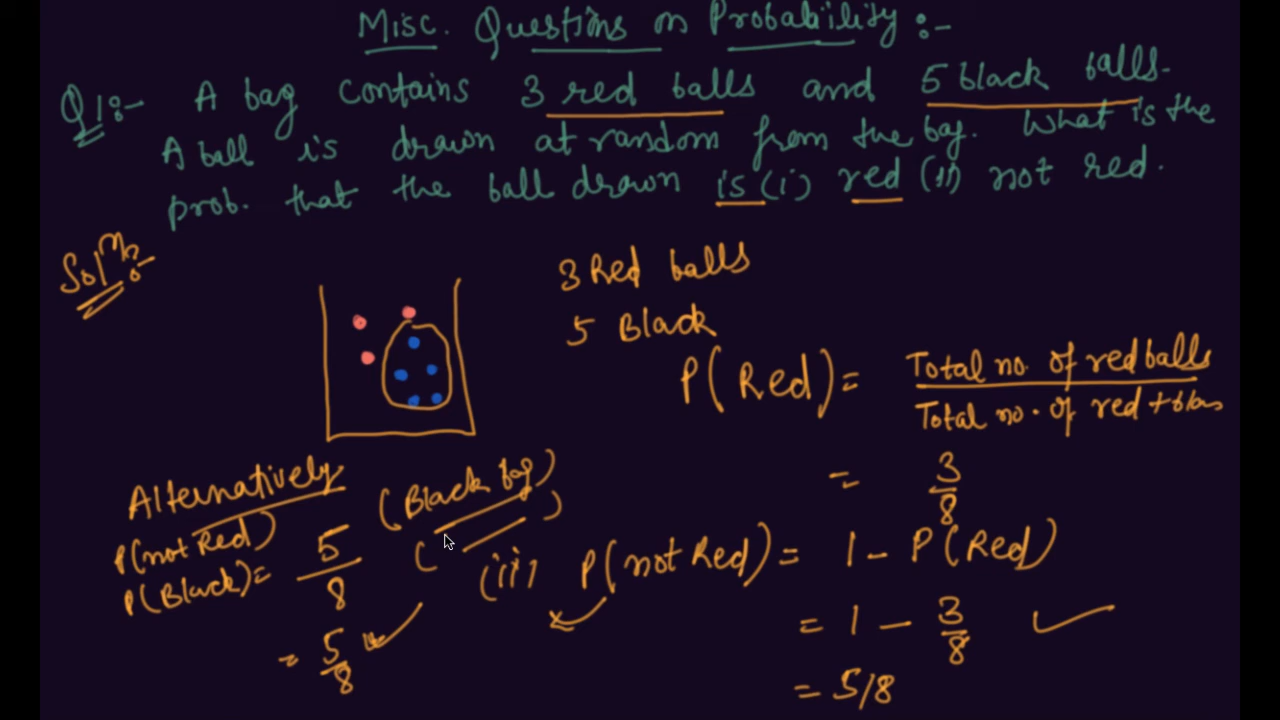 Misc. Questions on Probability :-
Q1:- A bag contains 3 red balls and 5 black balls.
A ball is drawn at random from the bag. What is the
prob. that the ball drawn is (i) red (ii) not red.
Solⁿ:-
3 Red balls
5 Black
P(Red) = Total no. of red balls
Total no. of red + blac
= 3/8
Alternatively
(Black bag)
P(not Red)
P(Black) = 5/8
= 5/8
(ii) P(not Red) = 1 - P(Red)
= 1 - 3/8
= 5/8